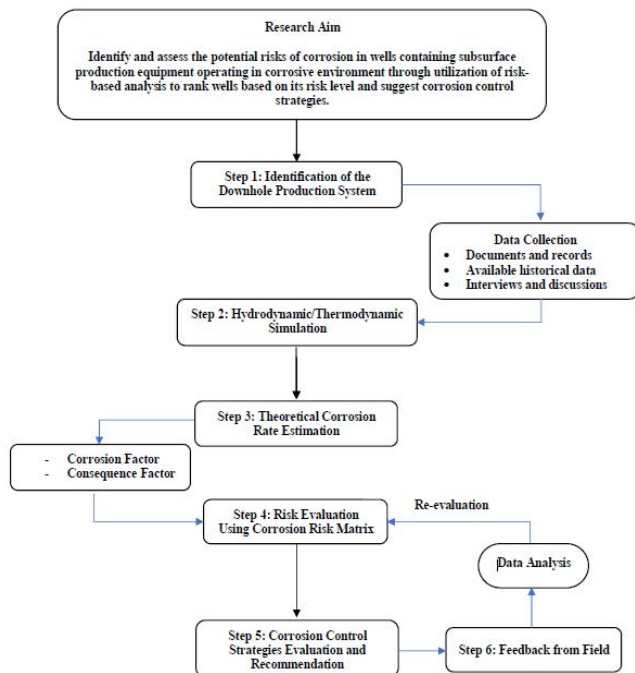 Research Aim
Identify and assess the potential risks of corrosion in wells containing subsurface
production equipment operating in corrosive environment through utilization of risk-
based analysis to rank wells based on its risk level and suggest corrosion control
strategies.
Step 1: Identification of the
Downhole Production System
Data Collection
• Documents and records
• Available historical data
• Interviews and discussions
Step 2: Hydrodynamic/Thermodynamic
Simulation
Step 3: Theoretical Corrosion
Rate Estimation
- Corrosion Factor
- Consequence Factor
Step 4: Risk Evaluation
Using Corrosion Risk Matrix
Re-evaluation
Data Analysis
Step 5: Corrosion Control
Strategies Evaluation and
Recommendation
Step 6: Feedback from Field